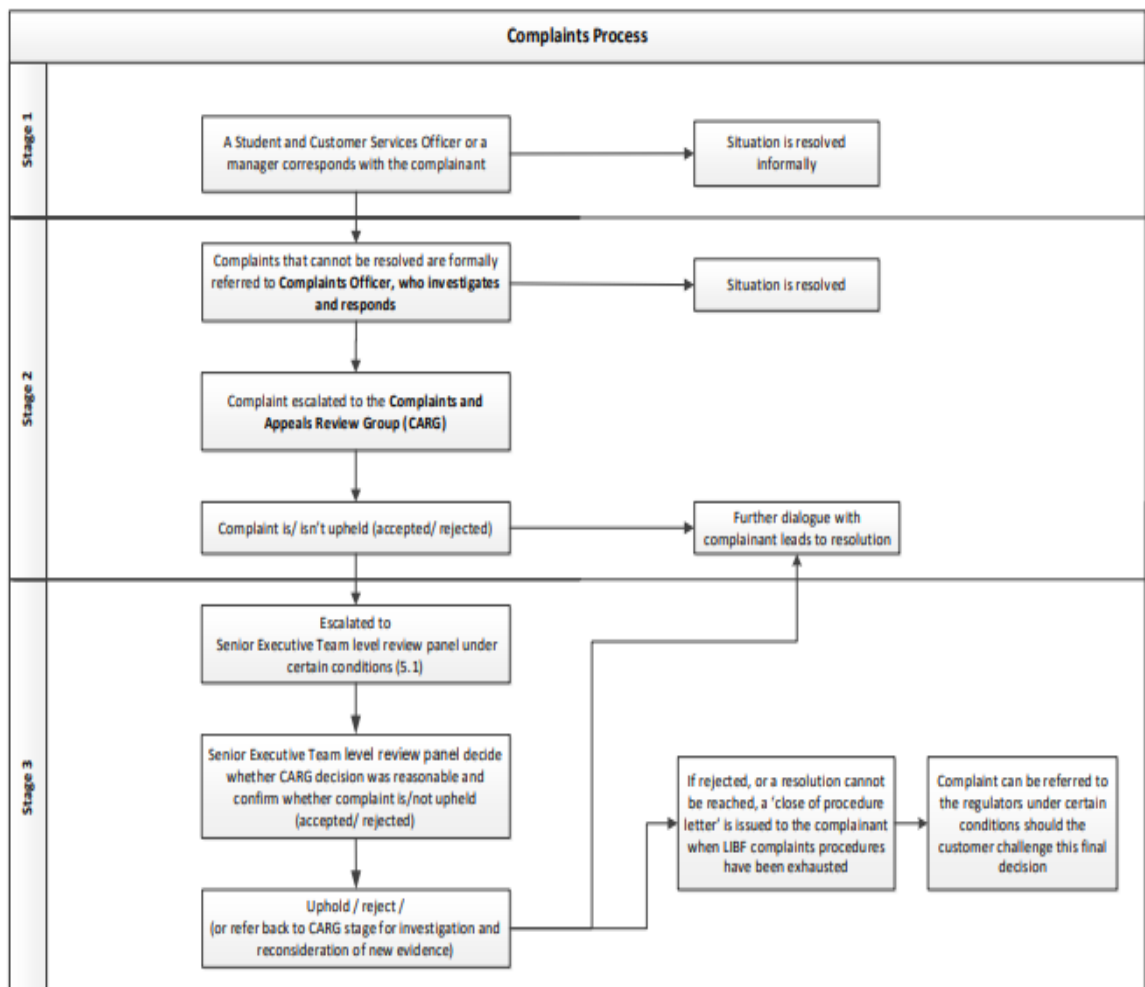 Complaints Process
Stage 1
A Student and Customer Services Officer or a
manager corresponds with the complainant
Situation is resolved
informally
Stage 2
Complaints that cannot be resolved are formally
referred to Complaints Officer, who investigates
and responds
Situation is resolved
Complaint escalated to the Complaints and
Appeals Review Group (CARG)
Complaint is/ isn't upheld (accepted/ rejected)
Further dialogue with
complainant leads to resolution
Stage 3
Escalated to
Senior Executive Team level review panel under
certain conditions (5.1)
Senior Executive Team level review panel decide
whether CARG decision was reasonable and
confirm whether complaint is/not upheld
(accepted/ rejected)
If rejected, or a resolution cannot
be reached, a 'close of procedure
letter' is issued to the complainant
when LIBF complaints procedures
have been exhausted
Complaint can be referred to
the regulators under certain
conditions should the
customer challenge this final
decision
Uphold / reject /
(or refer back to CARG stage for investigation and
reconsideration of new evidence)